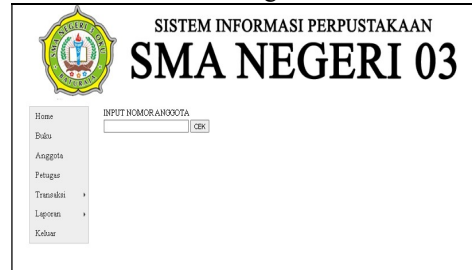 SISTEM INFORMASI PERPUSTAKAAN
SMA NEGERI 03
Home
Buku
Anggota
Petugas
Transaksi
Laporan
Keluar
INPUT NOMOR ANGGOTA
CEK